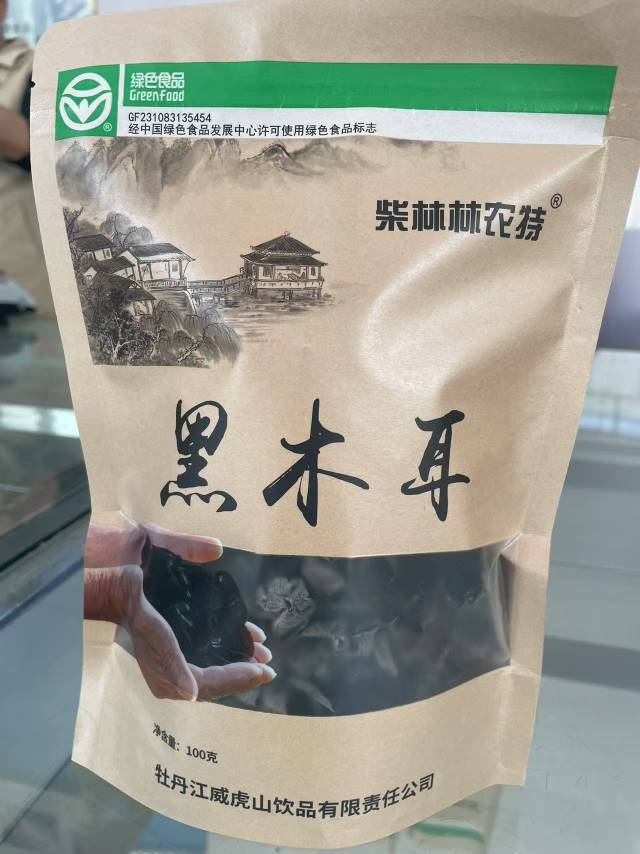 绿色食品
GreenFood
®
GF231083135454
经中国绿色食品发展中心许可使用绿色食品标志
柴林林农特®
黑木耳
净含量：100克
牡丹江威虎山饮品有限责任公司